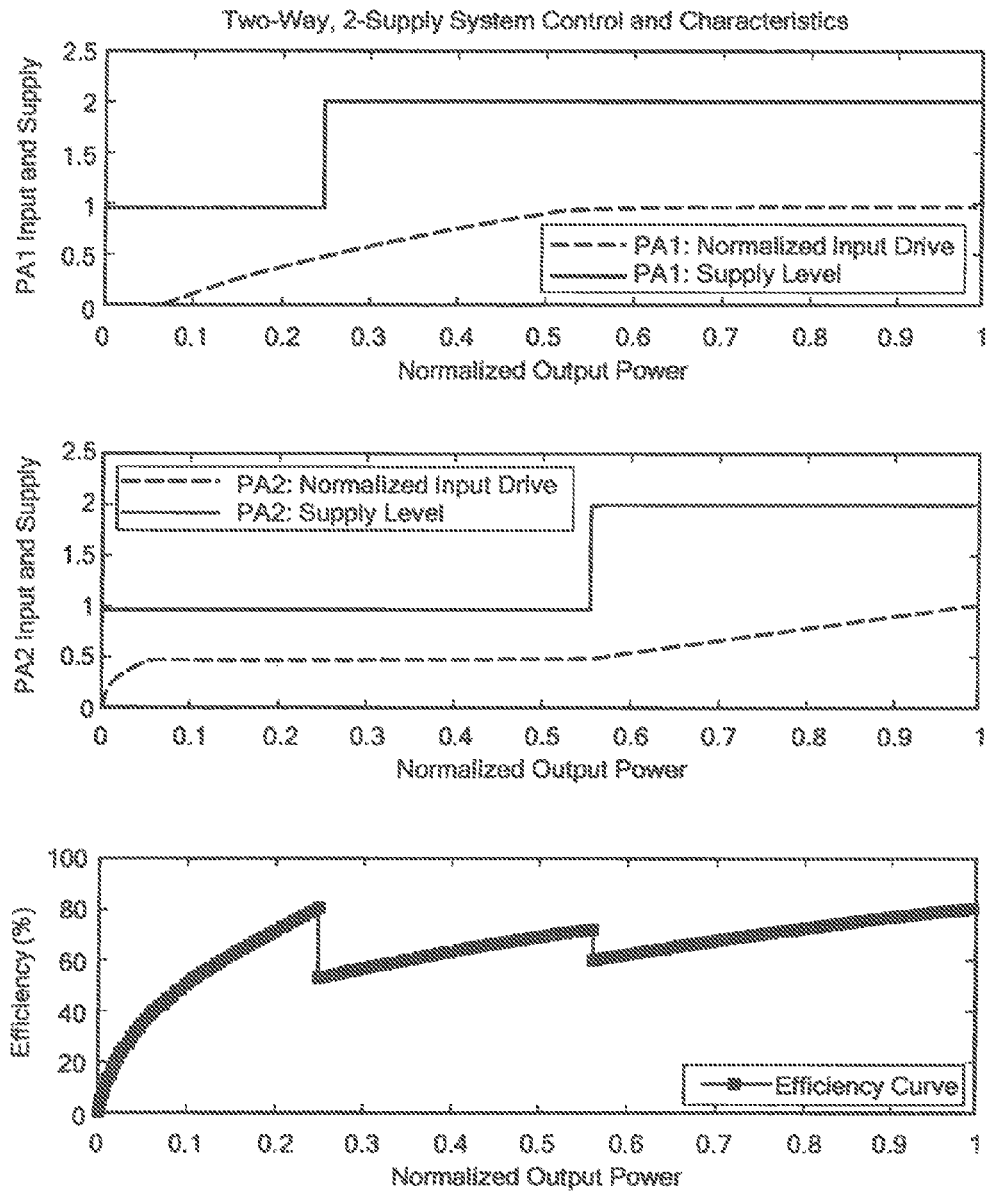 Two-Way, 2-Supply System Control and Characteristics
PA1 Input and Supply
2.5
2
1.5
1
0.5
0
PA1: Normalized Input Drive
PA1: Supply Level
0 0.1 0.2 0.3 0.4 0.5 0.6 0.7 0.8 0.9 1
Normalized Output Power
PA2 Input and Supply
2.5
2
1.5
1
0.5
0
PA2: Normalized Input Drive
PA2: Supply Level
0 0.1 0.2 0.3 0.4 0.5 0.6 0.7 0.8 0.9 1
Normalized Output Power
Efficiency (%)
100
80
60
40
20
0
Efficiency Curve
0 0.1 0.2 0.3 0.4 0.5 0.6 0.7 0.8 0.9 1
Normalized Output Power